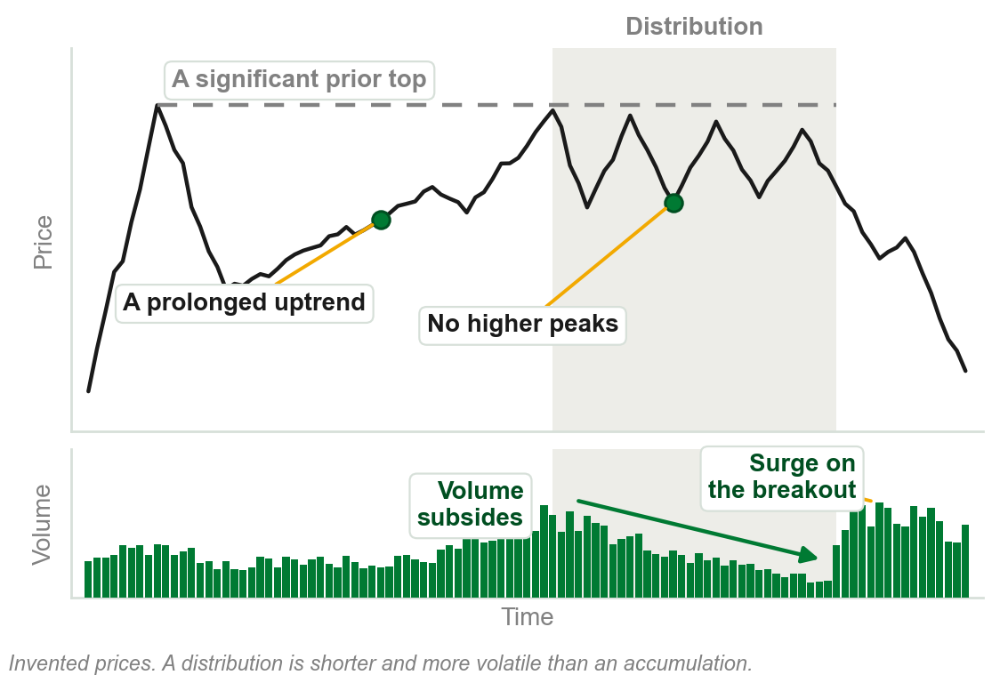 Distribution
A significant prior top
Price
A prolonged uptrend
No higher peaks
Surge on
the breakout
Volume
subsides
Volume
Time
Invented prices. A distribution is shorter and more volatile than an accumulation.